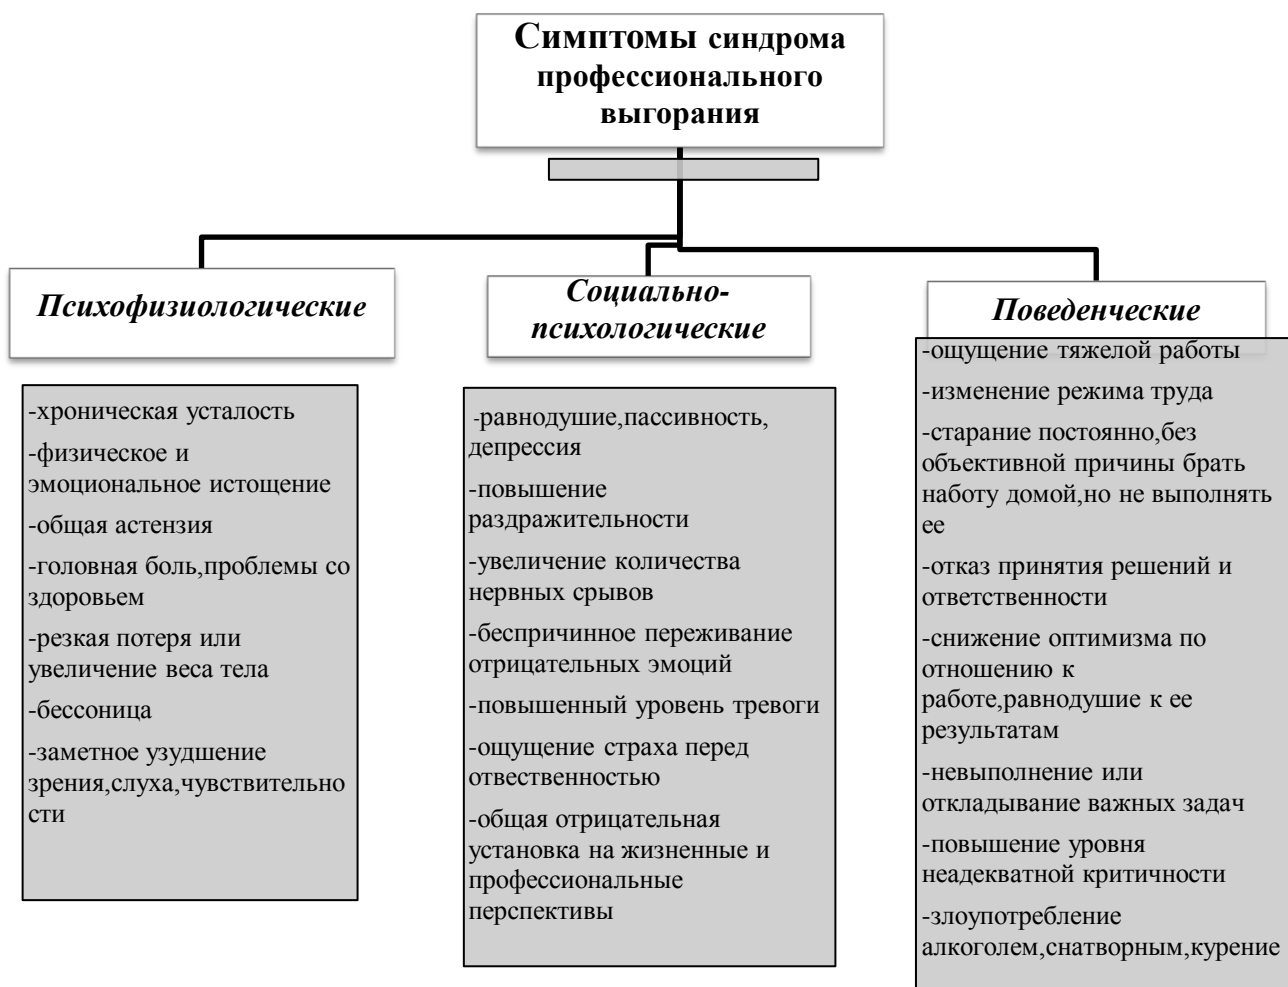 Симптомы синдрома
профессионального
выгорания
Психофизиологические
-хроническая усталость
-физическое и
эмоциональное истощение
-общая астензия
-головная боль,проблемы со
здоровьем
-резкая потеря или
увеличение веса тела
-бессоница
-заметное узудшение
зрения,слуха,чувствительно
сти
Социально-
психологические
-равнодушие,пассивность,
депрессия
-повышение
раздражительности
-увеличение количества
нервных срывов
-беспричинное переживание
отрицательных эмоций
-повышенный уровень тревоги
-ощущение страха перед
отвественностью
-общая отрицательная
установка на жизненные и
профессиональные
перспективы
Поведенческие
-ощущение тяжелой работы
-изменение режима труда
-старание постоянно,без
объективной причины брать
наботу домой,но не выполнять
ее
-отказ принятия решений и
ответственности
-снижение оптимизма по
отношению к
работе,равнодушие к ее
результатам
-невыполнение или
откладывание важных задач
-повышение уровня
неадекватной критичности
-злоупотребление
алкоголем,снатворным,курение